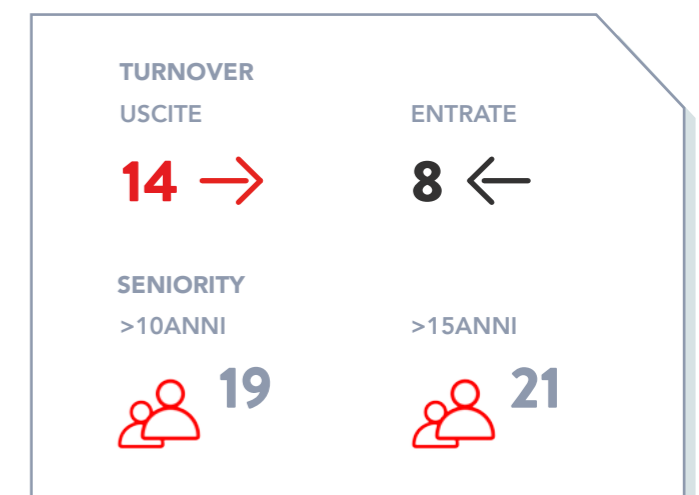 TURNOVER
USCITE ENTRATE
14 8
SENIORITY
>10ANNI >15ANNI
19 21